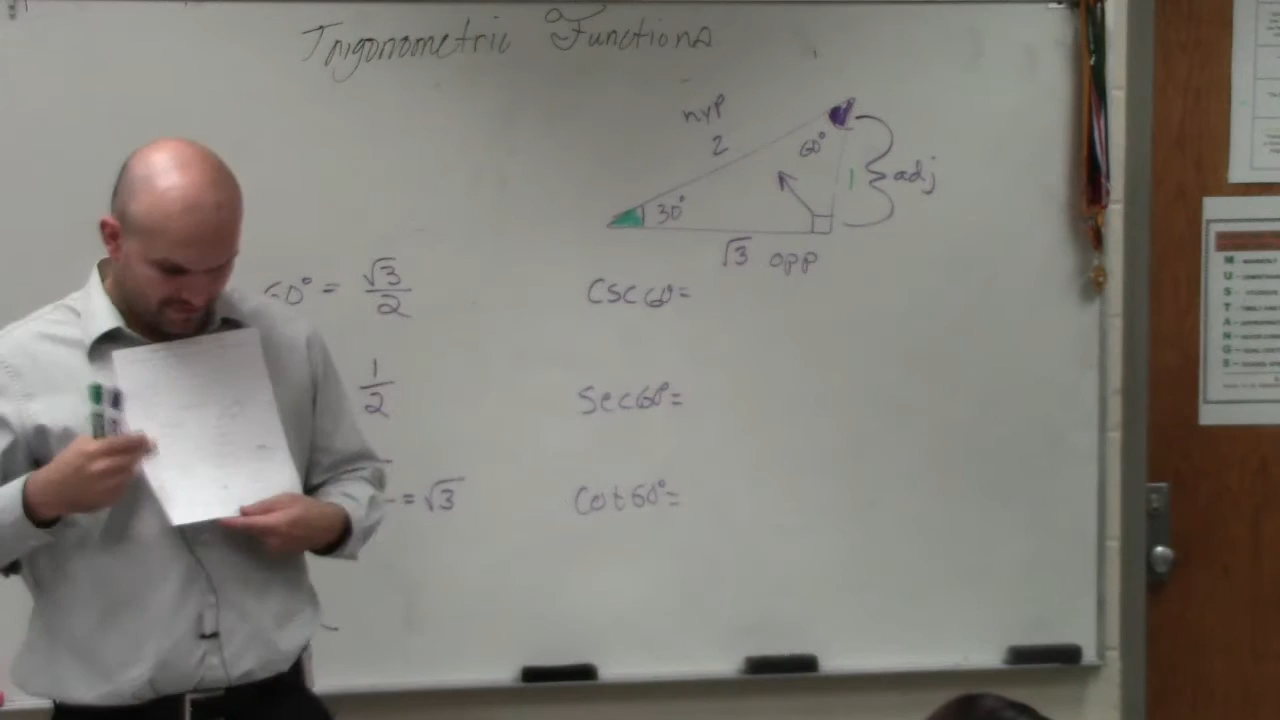 Trigonometric Functions
hyp
2
60°
1
adj
30°
√3 opp
60° = √3/2
1/2
= √3
csc 60°=
sec 60°=
cot 60°=
M
U
S
T
A
N
G
S